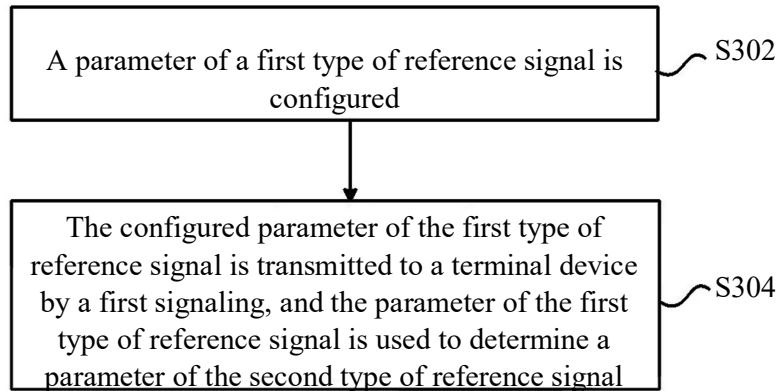 A parameter of a first type of reference signal is
configured
S302
The configured parameter of the first type of
reference signal is transmitted to a terminal device
by a first signaling, and the parameter of the first
type of reference signal is used to determine a
parameter of the second type of reference signal
S304